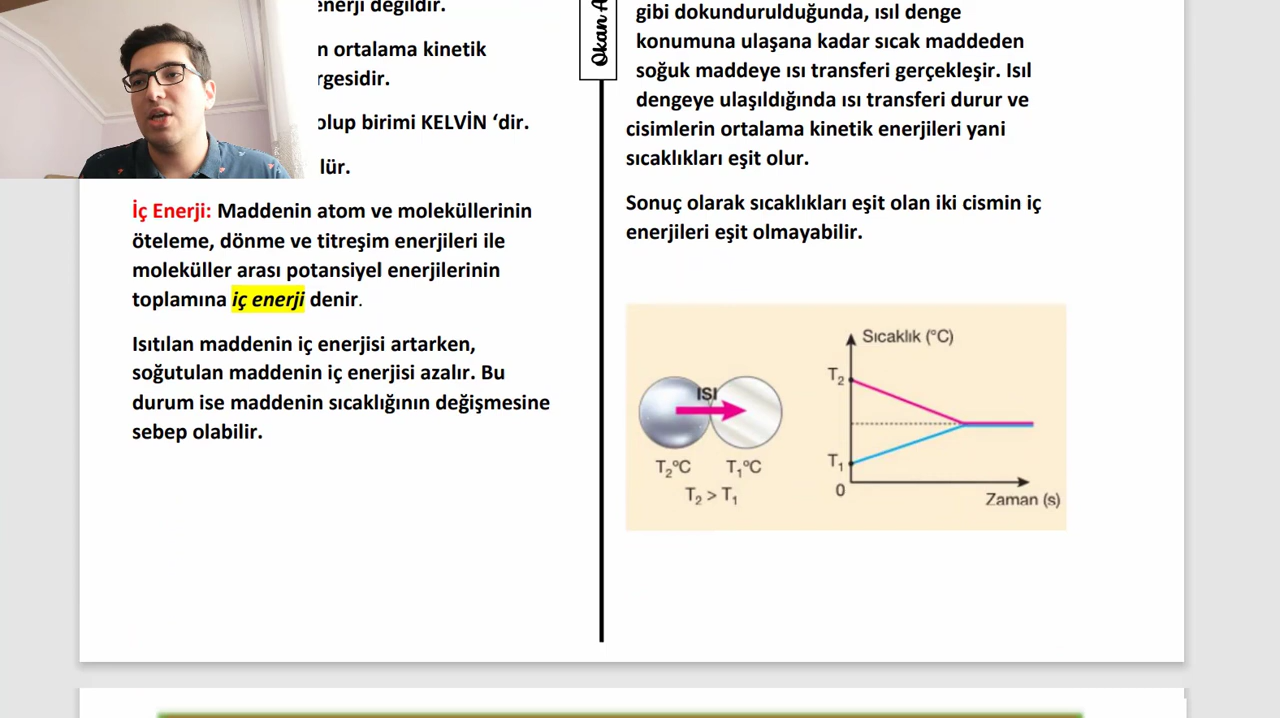 enerji değildir.
ortalama kinetik
olup birimi KELVİN ‘dir.
İç Enerji: Maddenin atom ve moleküllerinin
öteleme, dönme ve titreşim enerjileri ile
moleküller arası potansiyel enerjilerinin
toplamına iç enerji denir.
Isıtılan maddenin iç enerjisi artarken,
soğutulan maddenin iç enerjisi azalır. Bu
durum ise maddenin sıcaklığının değişmesine
sebep olabilir.
Okan
gibi dokundurulduğunda, ısıl denge
konumuna ulaşana kadar sıcak maddeden
soğuk maddeye ısı transferi gerçekleşir. Isıl
dengeye ulaşıldığında ısı transferi durur ve
cisimlerin ortalama kinetik enerjileri yani
sıcaklıkları eşit olur.
Sonuç olarak sıcaklıkları eşit olan iki cismin iç
enerjileri eşit olmayabilir.
ISI
T₂°C T₁°C
T₂ > T₁
Sıcaklık (°C)
T₂
T₁
0
Zaman (s)